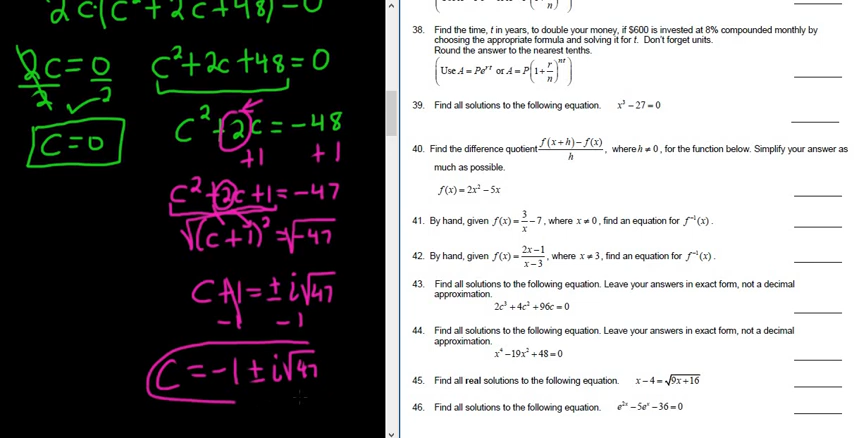 2c·(c² + 2c + 48) = 0
2c = 0    c² + 2c + 48 = 0
2    2
c = 0
c² + 2c = -48
+1    +1
c² + 2c + 1 = -47
√(c + 1)² = √-47
c + 1 = ± i√47
-1    -1
c = -1 ± i√47
38. Find the time, t in years, to double your money, if $600 is invested at 8% compounded monthly by
choosing the appropriate formula and solving it for t. Don't forget units.
Round the answer to the nearest tenths.
(Use A = Pe^{rt} or A = P(1 + r/n)^{nt})
39. Find all solutions to the following equation. x³ − 27 = 0
40. Find the difference quotient (f(x+h) − f(x))/h, where h ≠ 0, for the function below. Simplify your answer as
much as possible.
f(x) = 2x² − 5x
41. By hand, given f(x) = 3/x − 7, where x ≠ 0, find an equation for f⁻¹(x).
42. By hand, given f(x) = (2x−1)/(x−3), where x ≠ 3, find an equation for f⁻¹(x).
43. Find all solutions to the following equation. Leave your answers in exact form, not a decimal
approximation.
2c³ + 4c² + 96c = 0
44. Find all solutions to the following equation. Leave your answers in exact form, not a decimal
approximation.
x⁴ − 19x² + 48 = 0
45. Find all real solutions to the following equation. x − 4 = √(9x + 16)
46. Find all solutions to the following equation. e^{2x} − 5e^x − 36 = 0